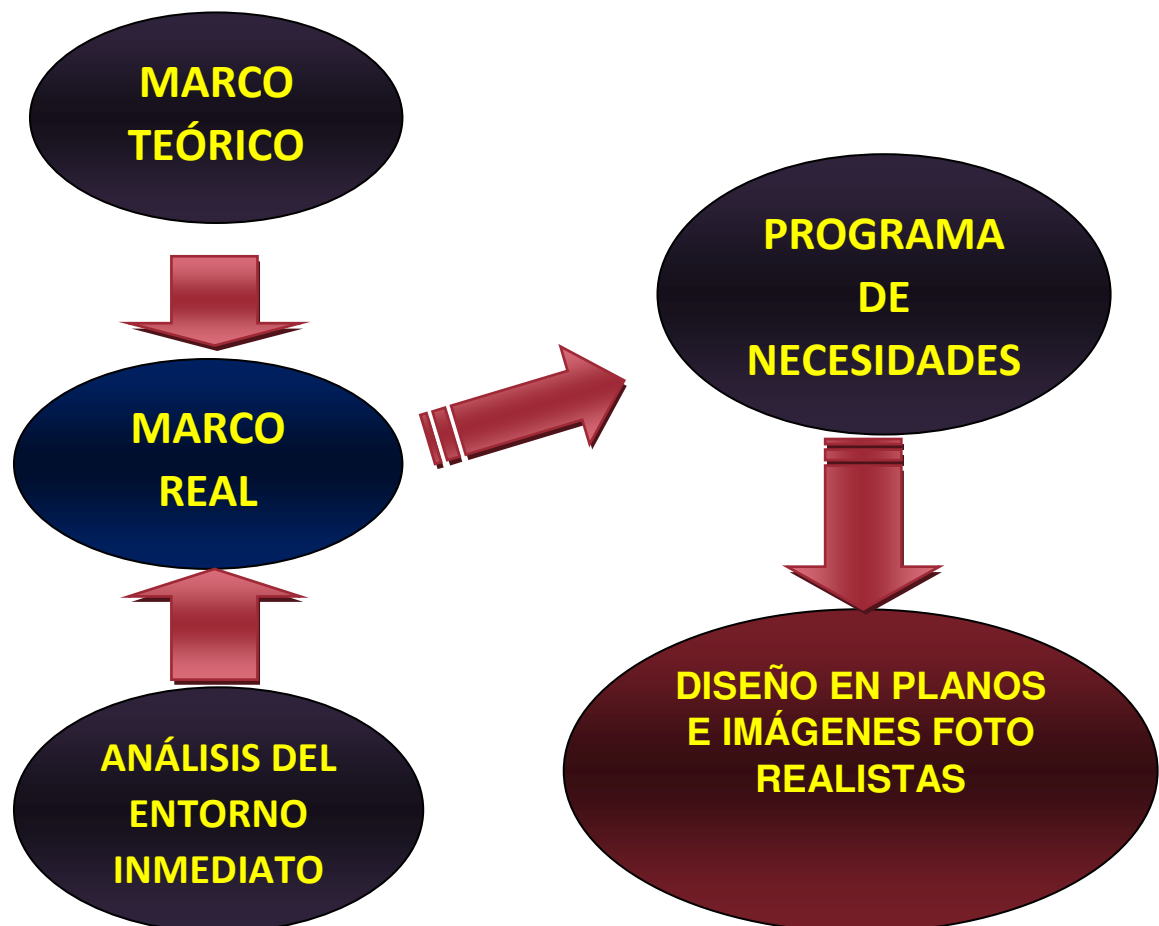 MARCO
TEÓRICO
MARCO
REAL
ANÁLISIS DEL
ENTORNO
INMEDIATO
PROGRAMA
DE
NECESIDADES
DISEÑO EN PLANOS
E IMÁGENES FOTO
REALISTAS